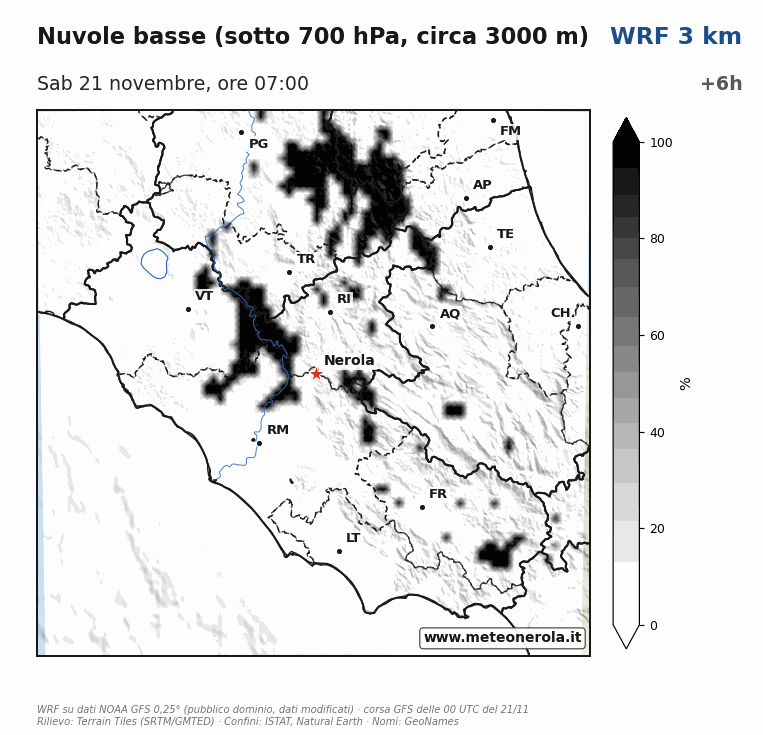 Nuvole basse (sotto 700 hPa, circa 3000 m) WRF 3 km
Sab 21 novembre, ore 07:00 +6h
FM
PG
AP
TE
TR
VT
RI
AQ
CH
Nerola
RM
FR
LT
100
80
60
40
20
0
%
www.meteonerola.it
WRF su dati NOAA GFS 0,25° (pubblico dominio, dati modificati) · corsa GFS delle 00 UTC del 21/11
Rilievo: Terrain Tiles (SRTM/GMTED) · Confini: ISTAT, Natural Earth · Nomi: GeoNames